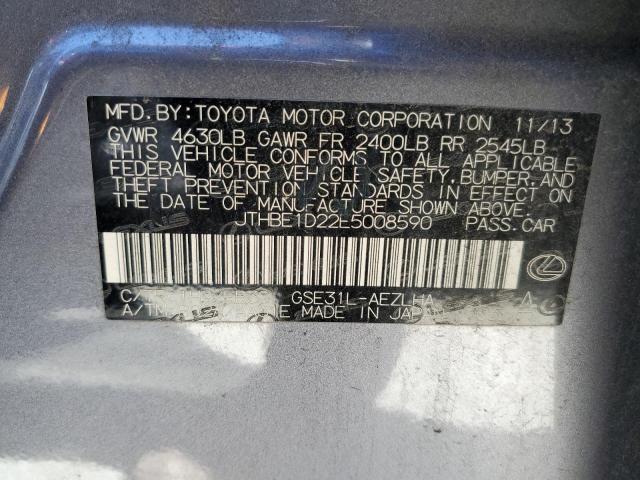 MFD.BY:TOYOTA MOTOR CORPORATION 11/13
GVWR 4630LB GAWR FR 2400LB RR 2545LB
THIS VEHICLE CONFORMS TO ALL APPLICABLE
FEDERAL MOTOR VEHICLE SAFETY, BUMPER, AND
THEFT PREVENTION STANDARDS IN EFFECT ON
THE DATE OF MANUFACTURE SHOWN ABOVE.
JTHBE1D22E5008590 PASS.CAR
C/
GSE31L-AEZLHA
A/T
MADE IN JAP